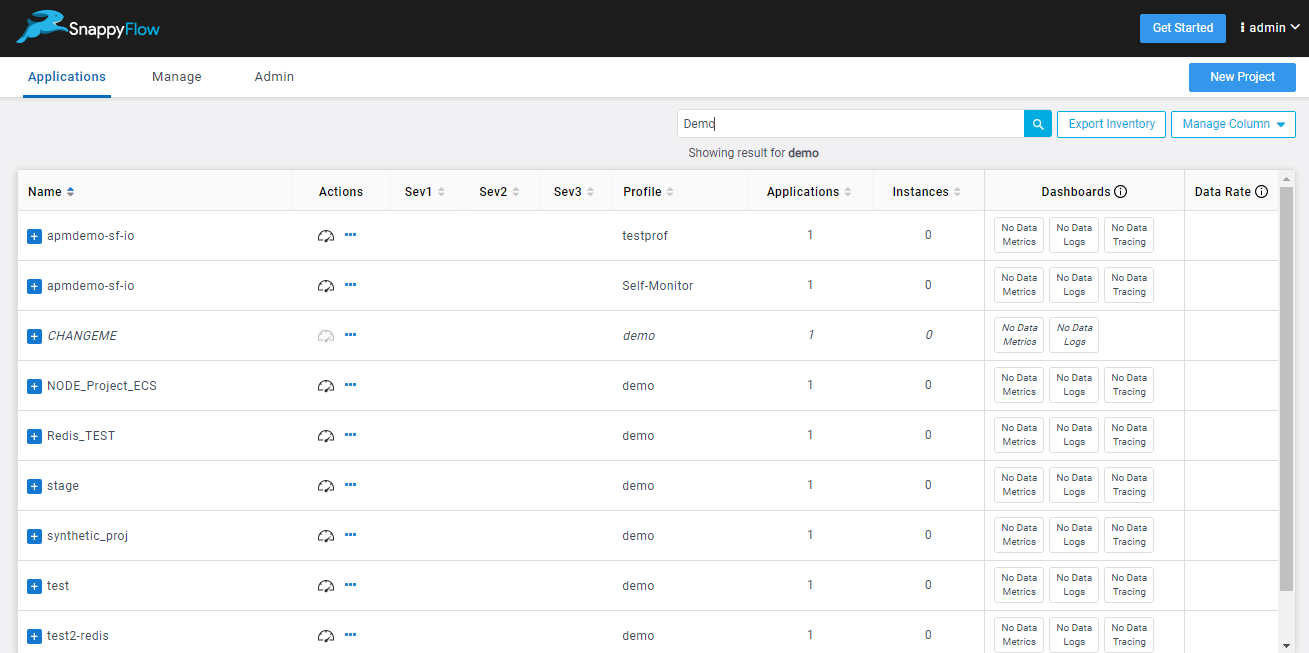 SnappyFlow
Get Started
admin
Applications Manage Admin
New Project
Demo
Export Inventory
Manage Column
Showing result for demo
Name Actions Sev1 Sev2 Sev3 Profile Applications Instances Dashboards Data Rate
apmdemo-sf-io testprof 1 0
No Data Metrics No Data Logs No Data Tracing
apmdemo-sf-io Self-Monitor 1 0
No Data Metrics No Data Logs No Data Tracing
CHANGEME demo 1 0
No Data Metrics No Data Logs
NODE_Project_ECS demo 1 0
No Data Metrics No Data Logs No Data Tracing
Redis_TEST demo 1 0
No Data Metrics No Data Logs No Data Tracing
stage demo 1 0
No Data Metrics No Data Logs No Data Tracing
synthetic_proj demo 1 0
No Data Metrics No Data Logs No Data Tracing
test demo 1 0
No Data Metrics No Data Logs No Data Tracing
test2-redis demo 1 0
No Data Metrics No Data Logs No Data Tracing